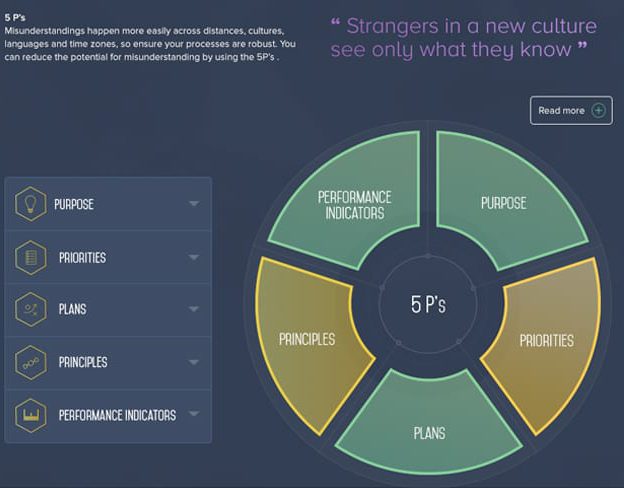 5 P's
Misunderstandings happen more easily across distances, cultures,
languages and time zones, so ensure your processes are robust. You
can reduce the potential for misunderstanding by using the 5P's .
“ Strangers in a new culture
see only what they know ”
Read more
PURPOSE
PRIORITIES
PLANS
PRINCIPLES
PERFORMANCE INDICATORS
PERFORMANCE
INDICATORS
PURPOSE
PRINCIPLES
5 P's
PRIORITIES
PLANS